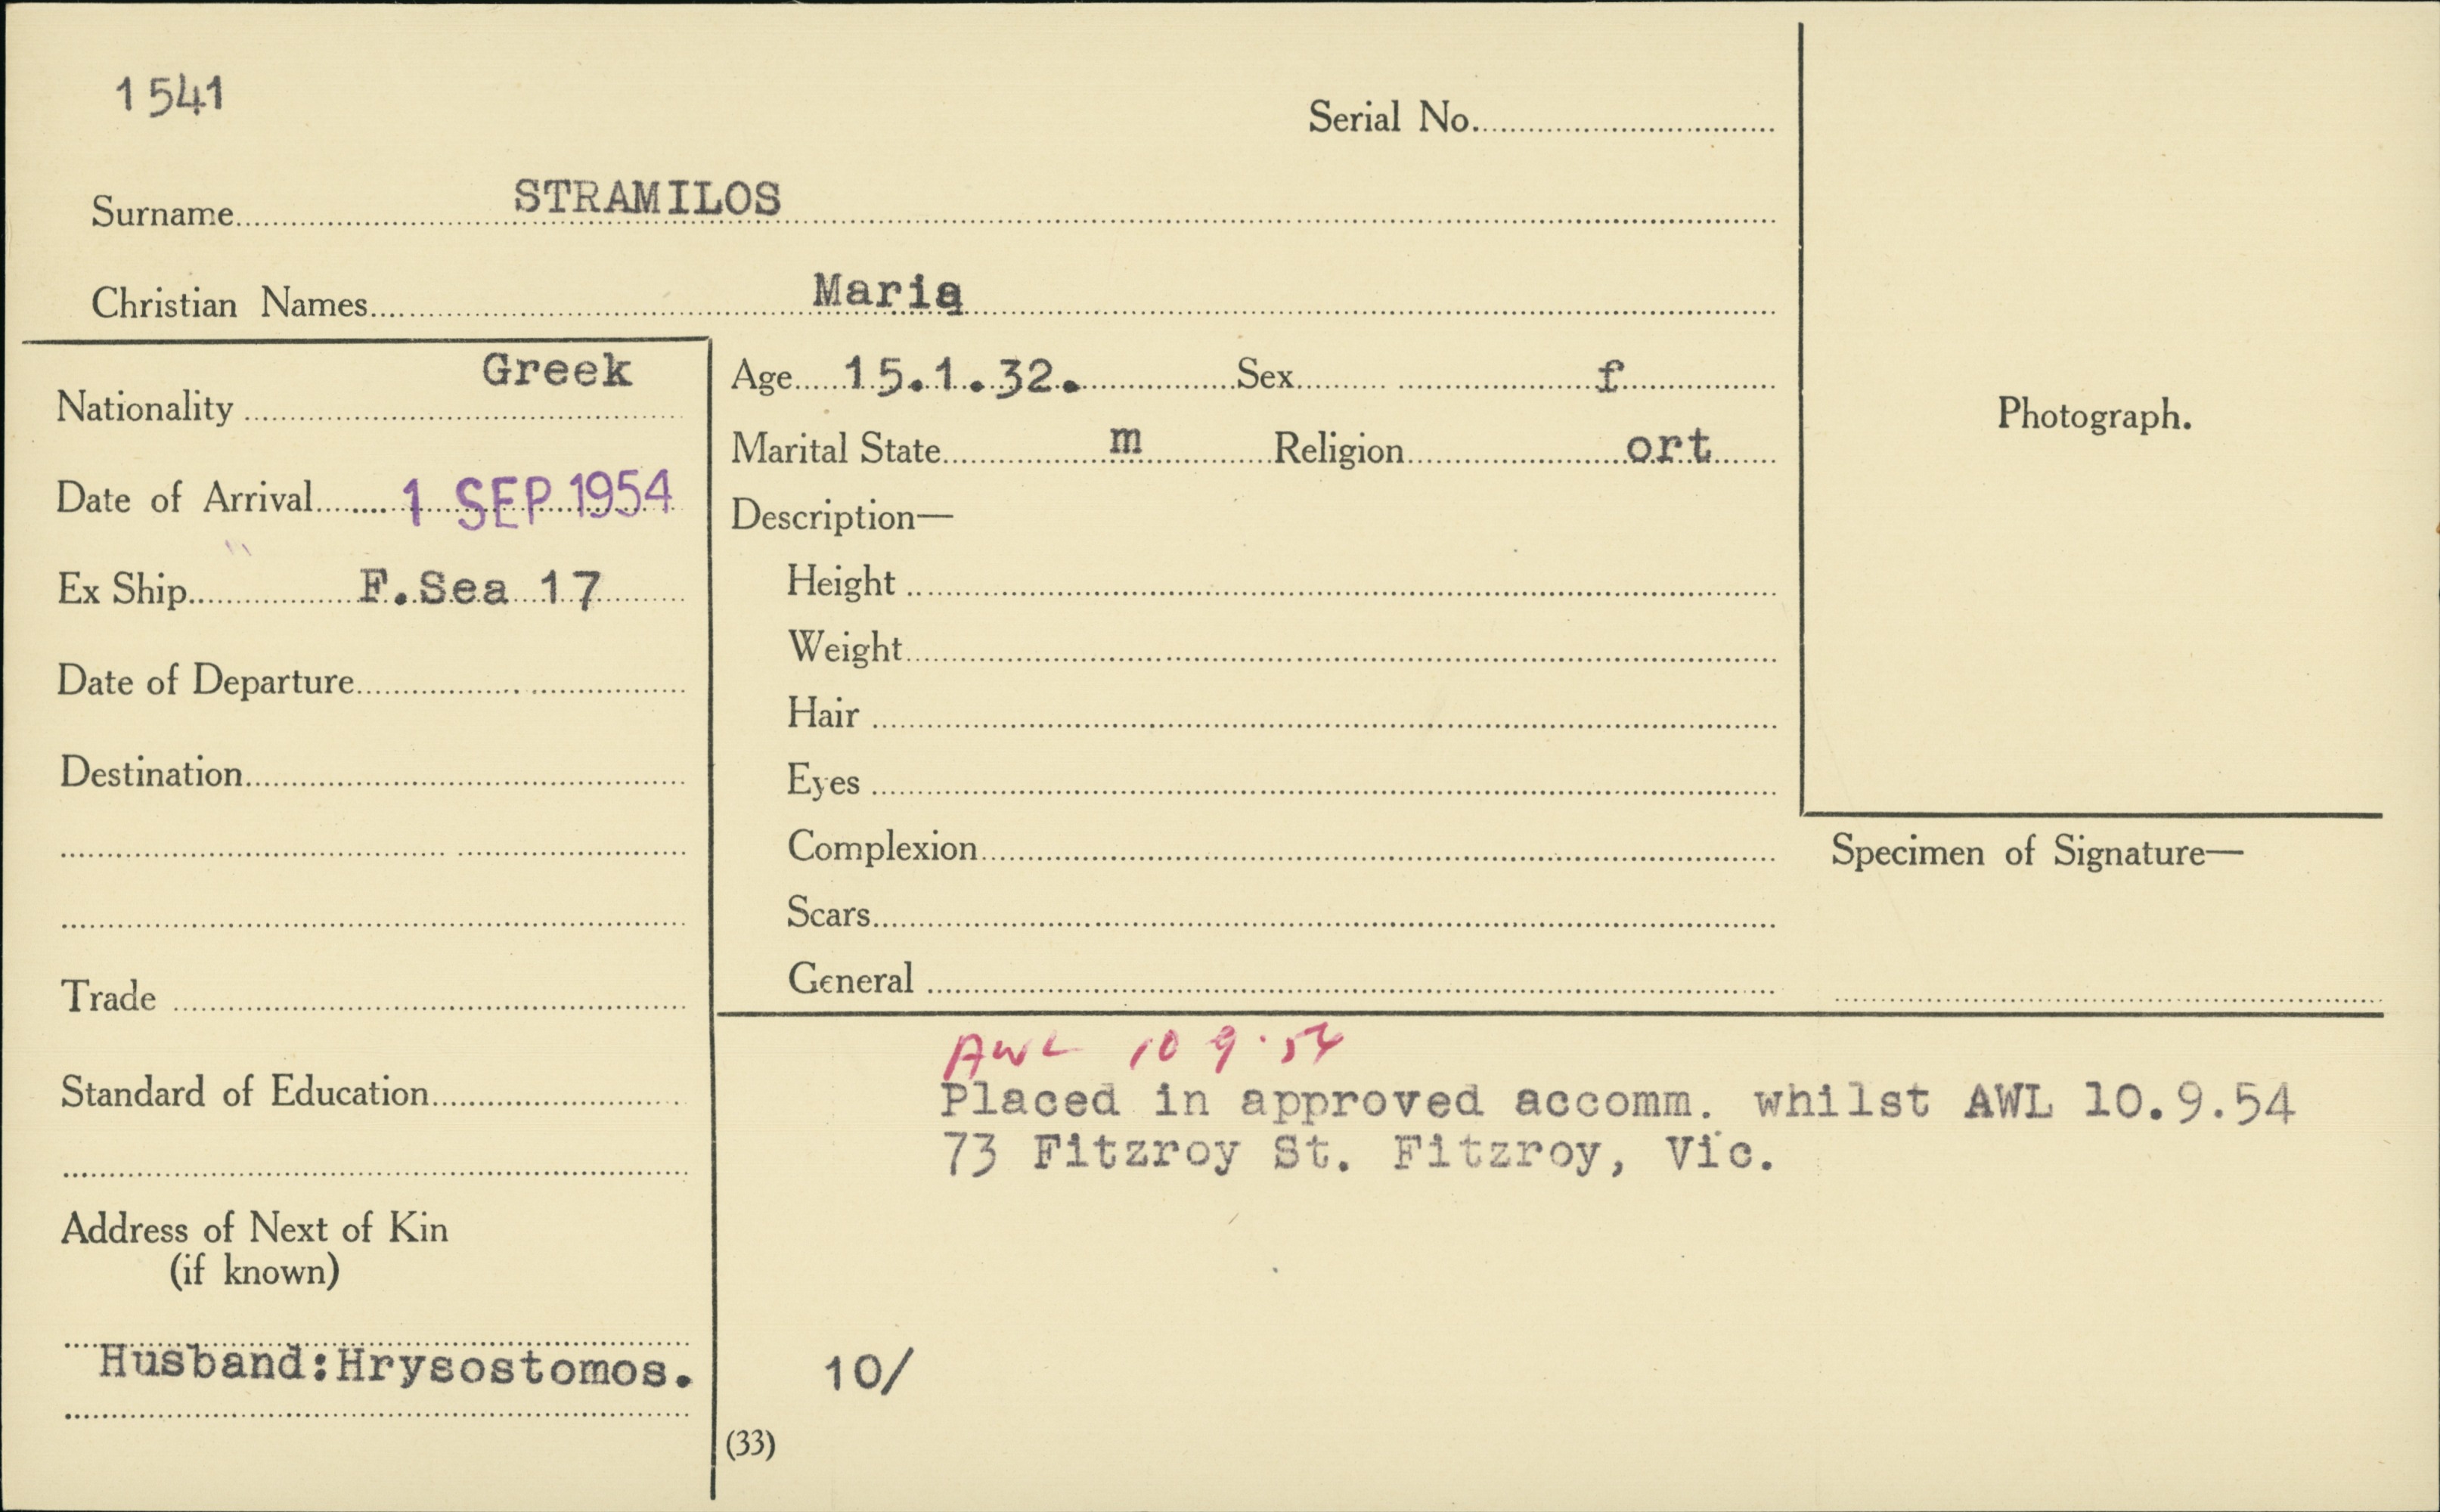 1541
Serial No.
Surname STRAMILOS
Christian Names Maria
Nationality Greek
Date of Arrival 1 SEP 1954
Ex Ship F.Sea 17
Date of Departure
Destination
Trade
Standard of Education
Address of Next of Kin
(if known)
Husband:Hrysostomos.
Age 15.1.32. Sex f
Marital State m Religion ort
Description—
Height
Weight
Hair
Eyes
Complexion
Scars
General
Photograph.
Specimen of Signature—
AWL 10 9.54
Placed in approved accomm. whilst AWL 10.9.54
73 Fitzroy St. Fitzroy, Vic.
10/
(33)